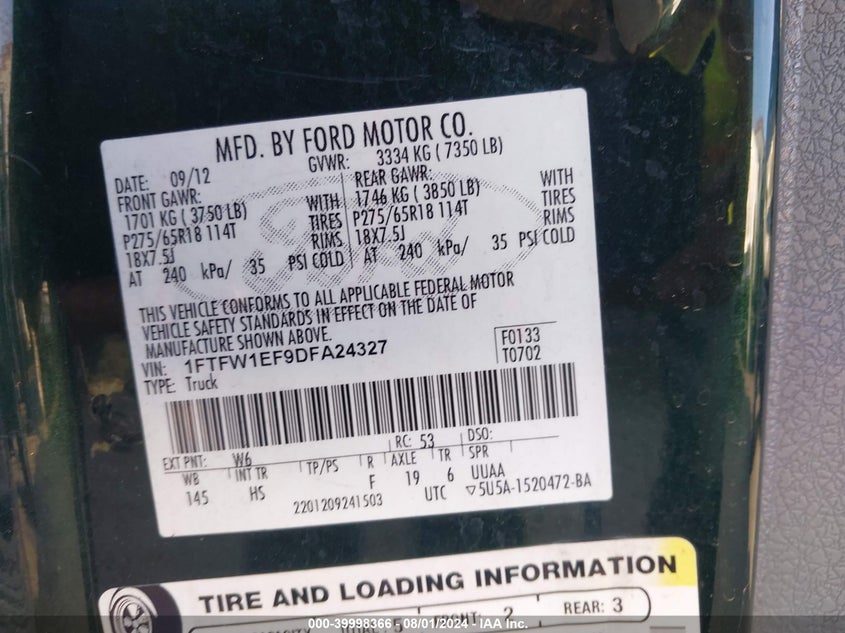 MFD. BY FORD MOTOR CO.
DATE: 09/12 GVWR: 3334 KG ( 7350 LB)
FRONT GAWR: REAR GAWR:
1701 KG ( 3750 LB) WITH 1746 KG ( 3850 LB) WITH
P275/65R18 114T TIRES P275/65R18 114T TIRES
18X7.5J RIMS 18X7.5J RIMS
AT 240 kPa/ 35 PSI COLD AT 240 kPa/ 35 PSI COLD
Ford
THIS VEHICLE CONFORMS TO ALL APPLICABLE FEDERAL MOTOR
VEHICLE SAFETY STANDARDS IN EFFECT ON THE DATE OF
MANUFACTURE SHOWN ABOVE.
VIN: 1FTFW1EF9DFA24327 F0133
TYPE: Truck T0702
EXT PNT: W6 RC: 53 DSO:
WB INT TR TP/PS R AXLE TR SPR
145 HS F 19 6 UUAA
2201209241503 UTC ▽5U5A-1520472-BA
TIRE AND LOADING INFORMATION
REAR: 3
000-39998366 - 08/01/2024 - IAA Inc.